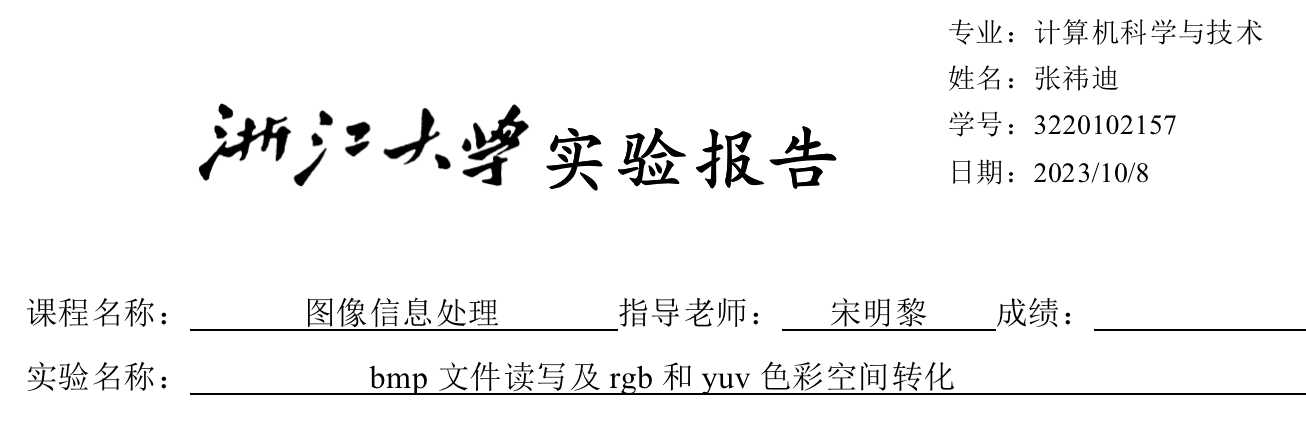 专业：计算机科学与技术
姓名：张祎迪
学号：3220102157
日期：2023/10/8
浙江大学实验报告
课程名称：图像信息处理指导老师：宋明黎成绩：
实验名称：bmp 文件读写及 rgb 和 yuv 色彩空间转化